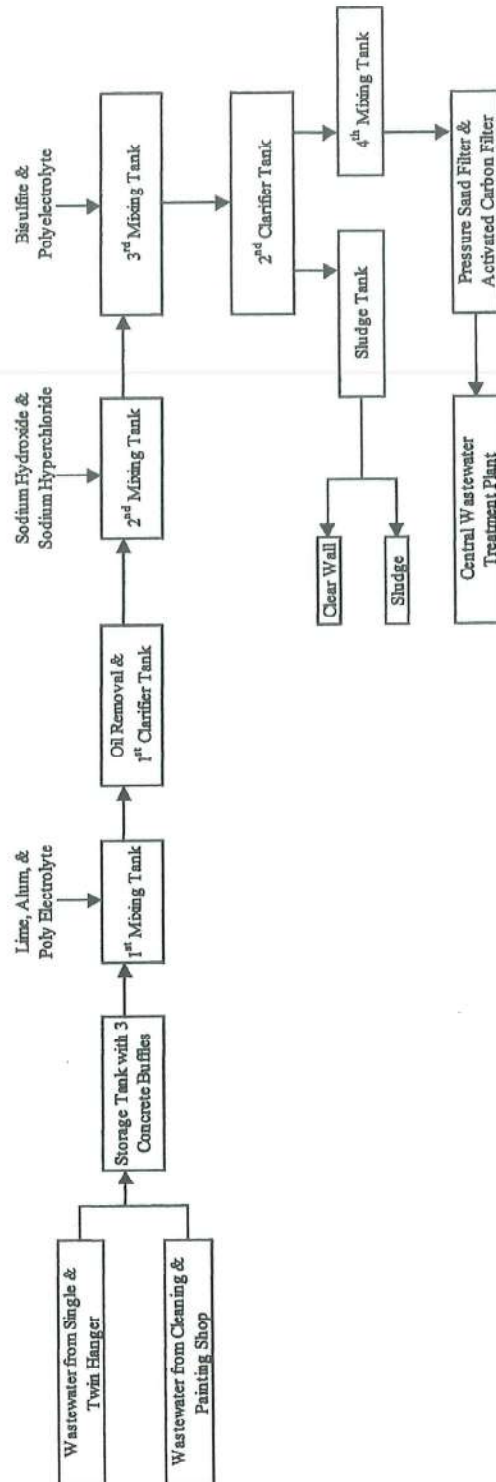 Wastewater from Single &
Twin Hanger
Wastewater from Cleaning &
Painting Shop
Storage Tank with 3
Concrete Buffles
Lime, Alum, &
Poly Electrolyte
1st Mixing Tank
Oil Removal &
1st Clarifier Tank
Sodium Hydroxide &
Sodium Hyperchloride
2nd Mixing Tank
Bisulfite &
Polyelectrolyte
3rd Mixing Tank
2nd Clarifier Tank
Sludge Tank
4th Mixing Tank
Clear Wall
Sludge
Pressure Sand Filter &
Activated Carbon Filter
Central Wastewater
Treatment Plant